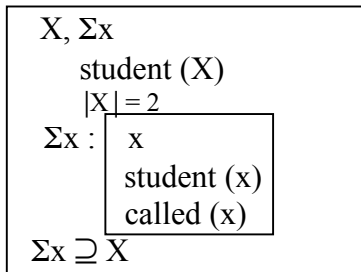 X, Σx
student (X)
|X| = 2
Σx : x
student (x)
called (x)
Σx ⊇ X